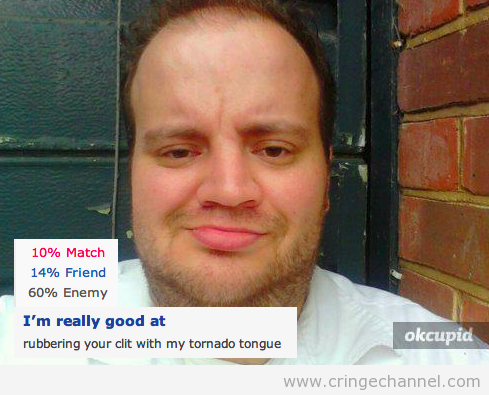 10% Match
14% Friend
60% Enemy
I'm really good at
rubbering your clit with my tornado tongue
okcupid
www.cringechannel.com